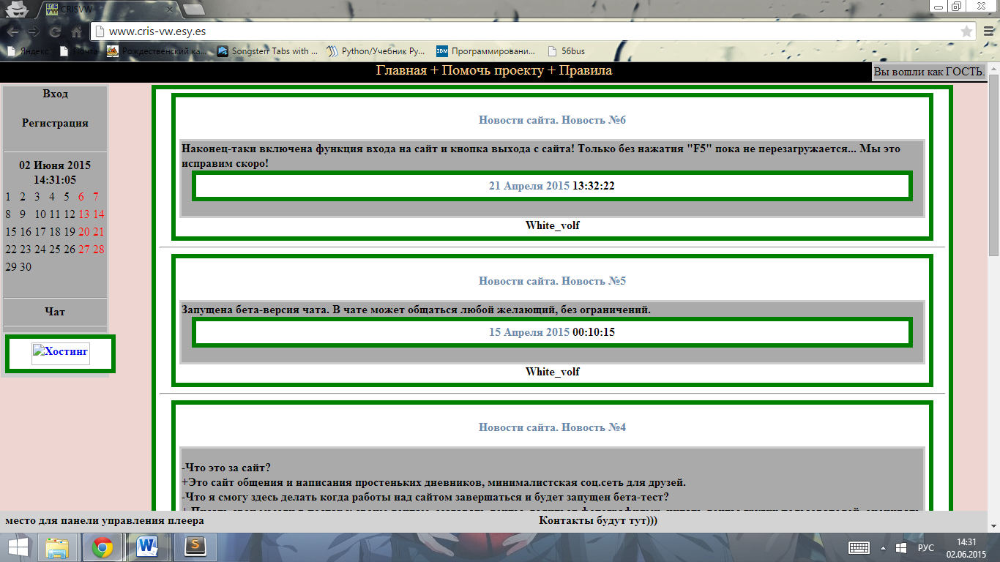 CRISVW
www.cris-vw.esy.es
Яндекс Почта Рождественский ка... Songsterr Tabs with ... Python/Учебник Py... IBM Программировани... 56bus
Главная + Помочь проекту + Правила
Вы вошли как ГОСТЬ.
Вход
Регистрация
02 Июня 2015
14:31:05
1 2 3 4 5 6 7
8 9 10 11 12 13 14
15 16 17 18 19 20 21
22 23 24 25 26 27 28
29 30
Чат
Хостинг
Новости сайта. Новость №6
Наконец-таки включена функция входа на сайт и кнопка выхода с сайта! Только без нажатия "F5" пока не перезагружается... Мы это
исправим скоро!
21 Апреля 2015 13:32:22
White_volf
Новости сайта. Новость №5
Запущена бета-версия чата. В чате может общаться любой желающий, без ограничений.
15 Апреля 2015 00:10:15
White_volf
Новости сайта. Новость №4
-Что это за сайт?
+Это сайт общения и написания простеньких дневников, минималистская соц.сеть для друзей.
-Что я смогу здесь делать когда работы над сайтом завершаться и будет запущен бета-тест?
место для панели управления плеера
Контакты будут тут)))
РУС
14:31
02.06.2015